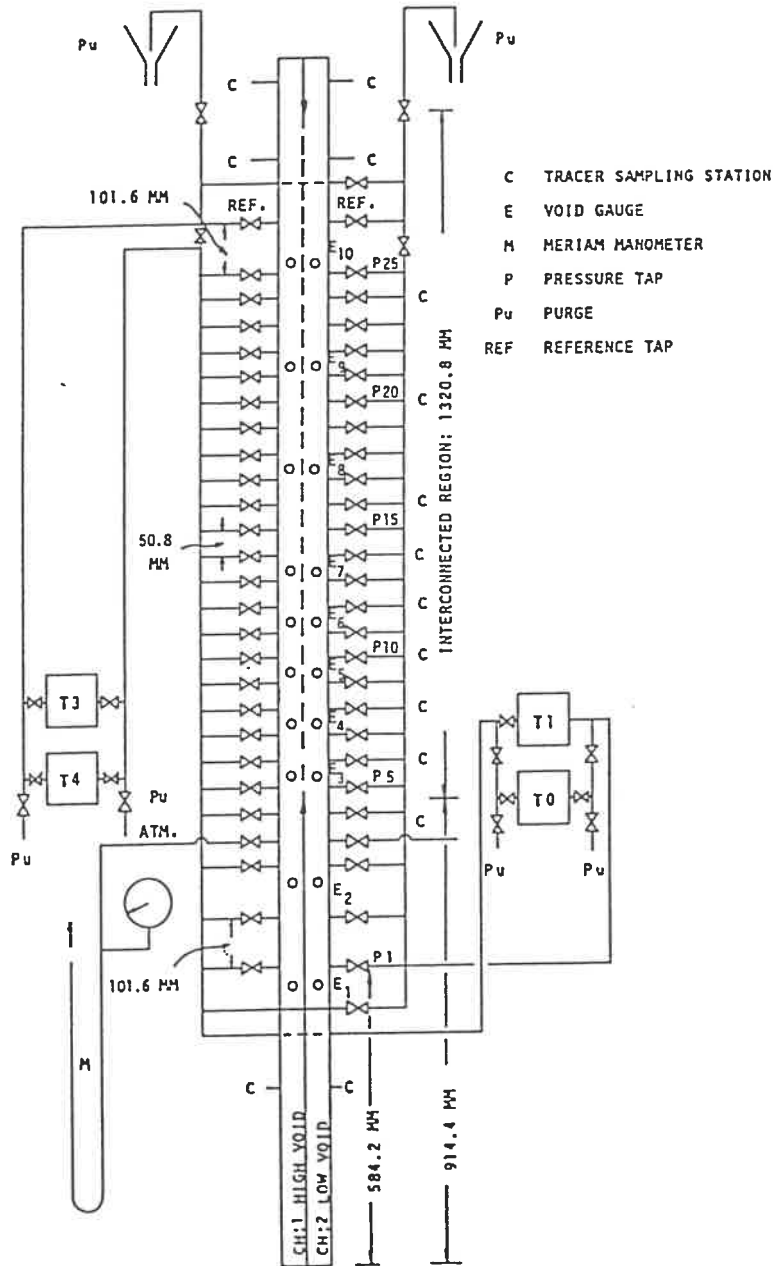 Pu
Pu
C
C
C
C
101.6 MM
REF.
REF.
C TRACER SAMPLING STATION
E VOID GAUGE
M MERIAM MANOMETER
P PRESSURE TAP
Pu PURGE
REF REFERENCE TAP
E10
P25
C
E9
P20
C
E8
C
P15
50.8
MM
C
E7
C
E6
P10
C
E5
INTERCONNECTED REGION: 1320.8 MM
T3
C
E4
T1
C
E3
T4
P5
T0
Pu
ATM.
C
Pu
Pu
Pu
E2
P1
101.6 MM
E1
M
C
C
CH:1 HIGH VOID
CH:2 LOW VOID
584.2 MM
914.4 MM